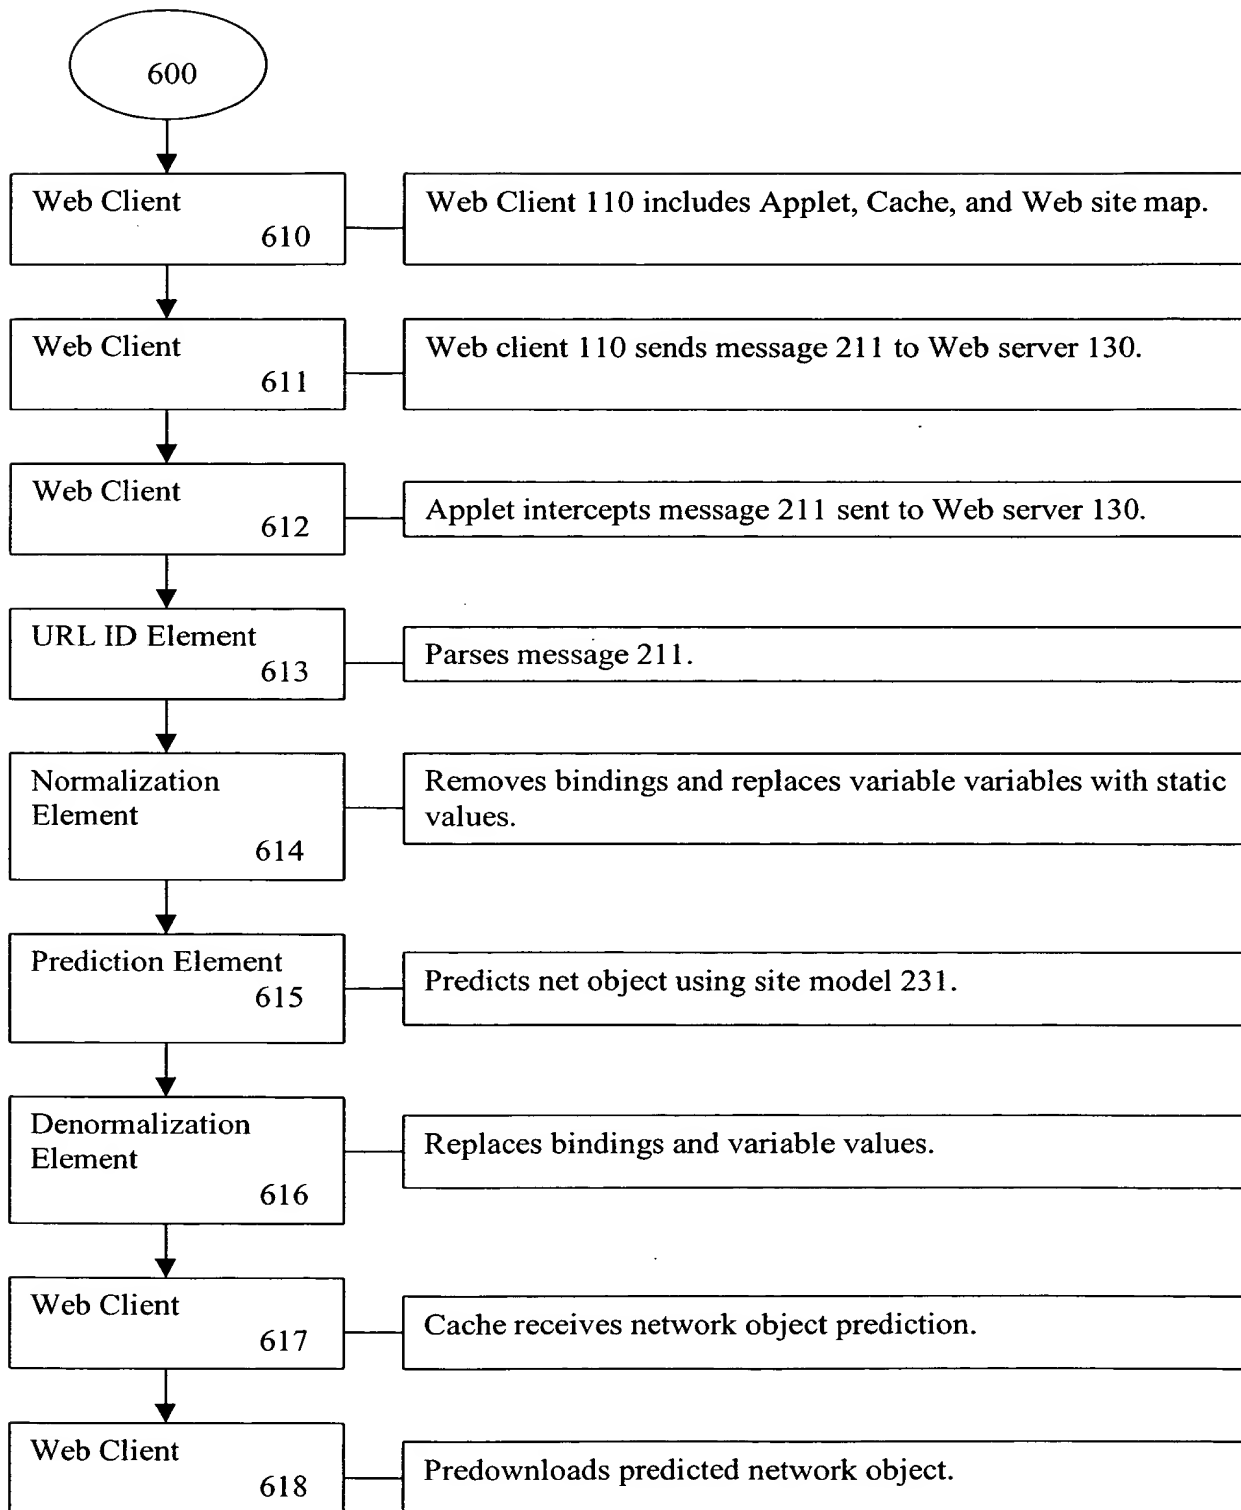 600
Web Client
610
Web Client 110 includes Applet, Cache, and Web site map.
Web Client
611
Web client 110 sends message 211 to Web server 130.
Web Client
612
Applet intercepts message 211 sent to Web server 130.
URL ID Element
613
Parses message 211.
Normalization
Element
614
Removes bindings and replaces variable variables with static
values.
Prediction Element
615
Predicts net object using site model 231.
Denormalization
Element
616
Replaces bindings and variable values.
Web Client
617
Cache receives network object prediction.
Web Client
618
Predownloads predicted network object.